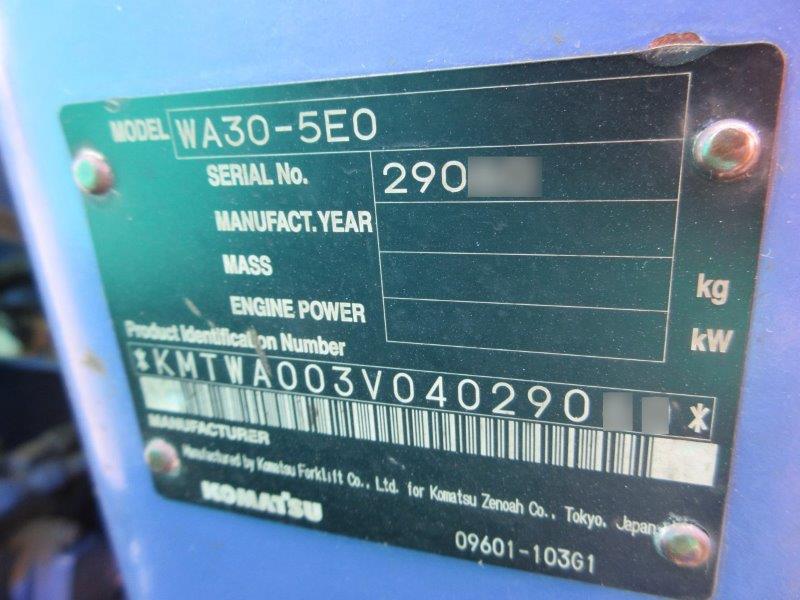 MODEL WA30-5E0
SERIAL No. 290
MANUFACT. YEAR
MASS kg
ENGINE POWER kW
Product Identification Number
*KMTWA003V040290 *
MANUFACTURER
Manufactured by Komatsu Forklift Co., Ltd. for Komatsu Zenoah Co., Tokyo, Japan
KOMATSU
09601-103G1